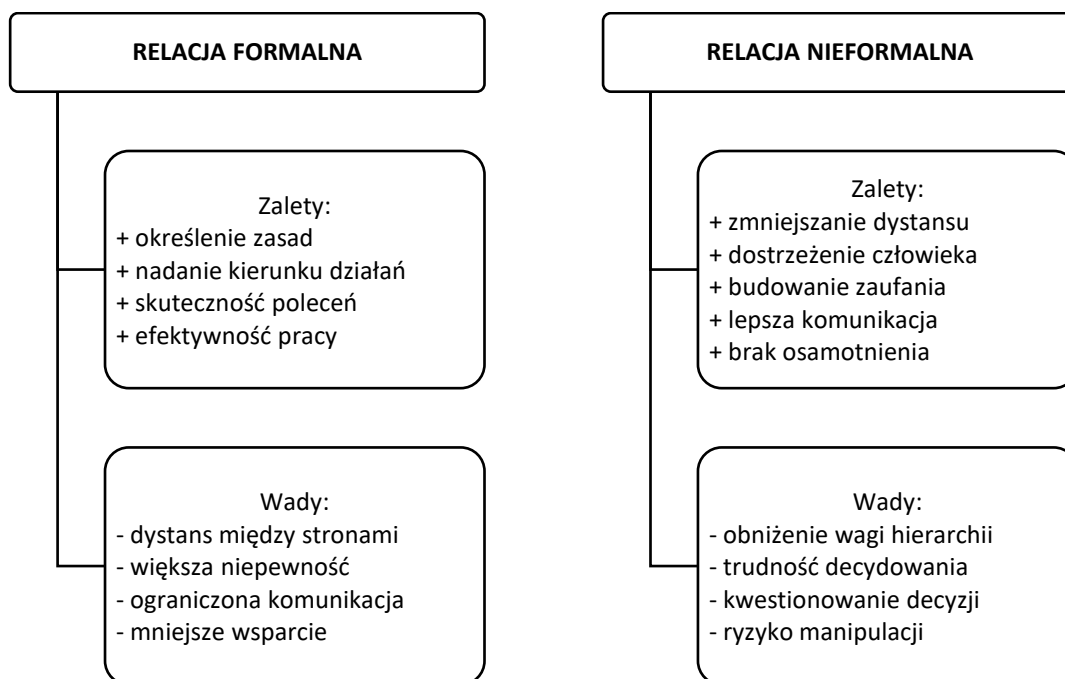 RELACJA FORMALNA
Zalety:
+ określenie zasad
+ nadanie kierunku działań
+ skuteczność poleceń
+ efektywność pracy
Wady:
- dystans między stronami
- większa niepewność
- ograniczona komunikacja
- mniejsze wsparcie
RELACJA NIEFORMALNA
Zalety:
+ zmniejszanie dystansu
+ dostrzeżenie człowieka
+ budowanie zaufania
+ lepsza komunikacja
+ brak osamotnienia
Wady:
- obniżenie wagi hierarchii
- trudność decydowania
- kwestionowanie decyzji
- ryzyko manipulacji